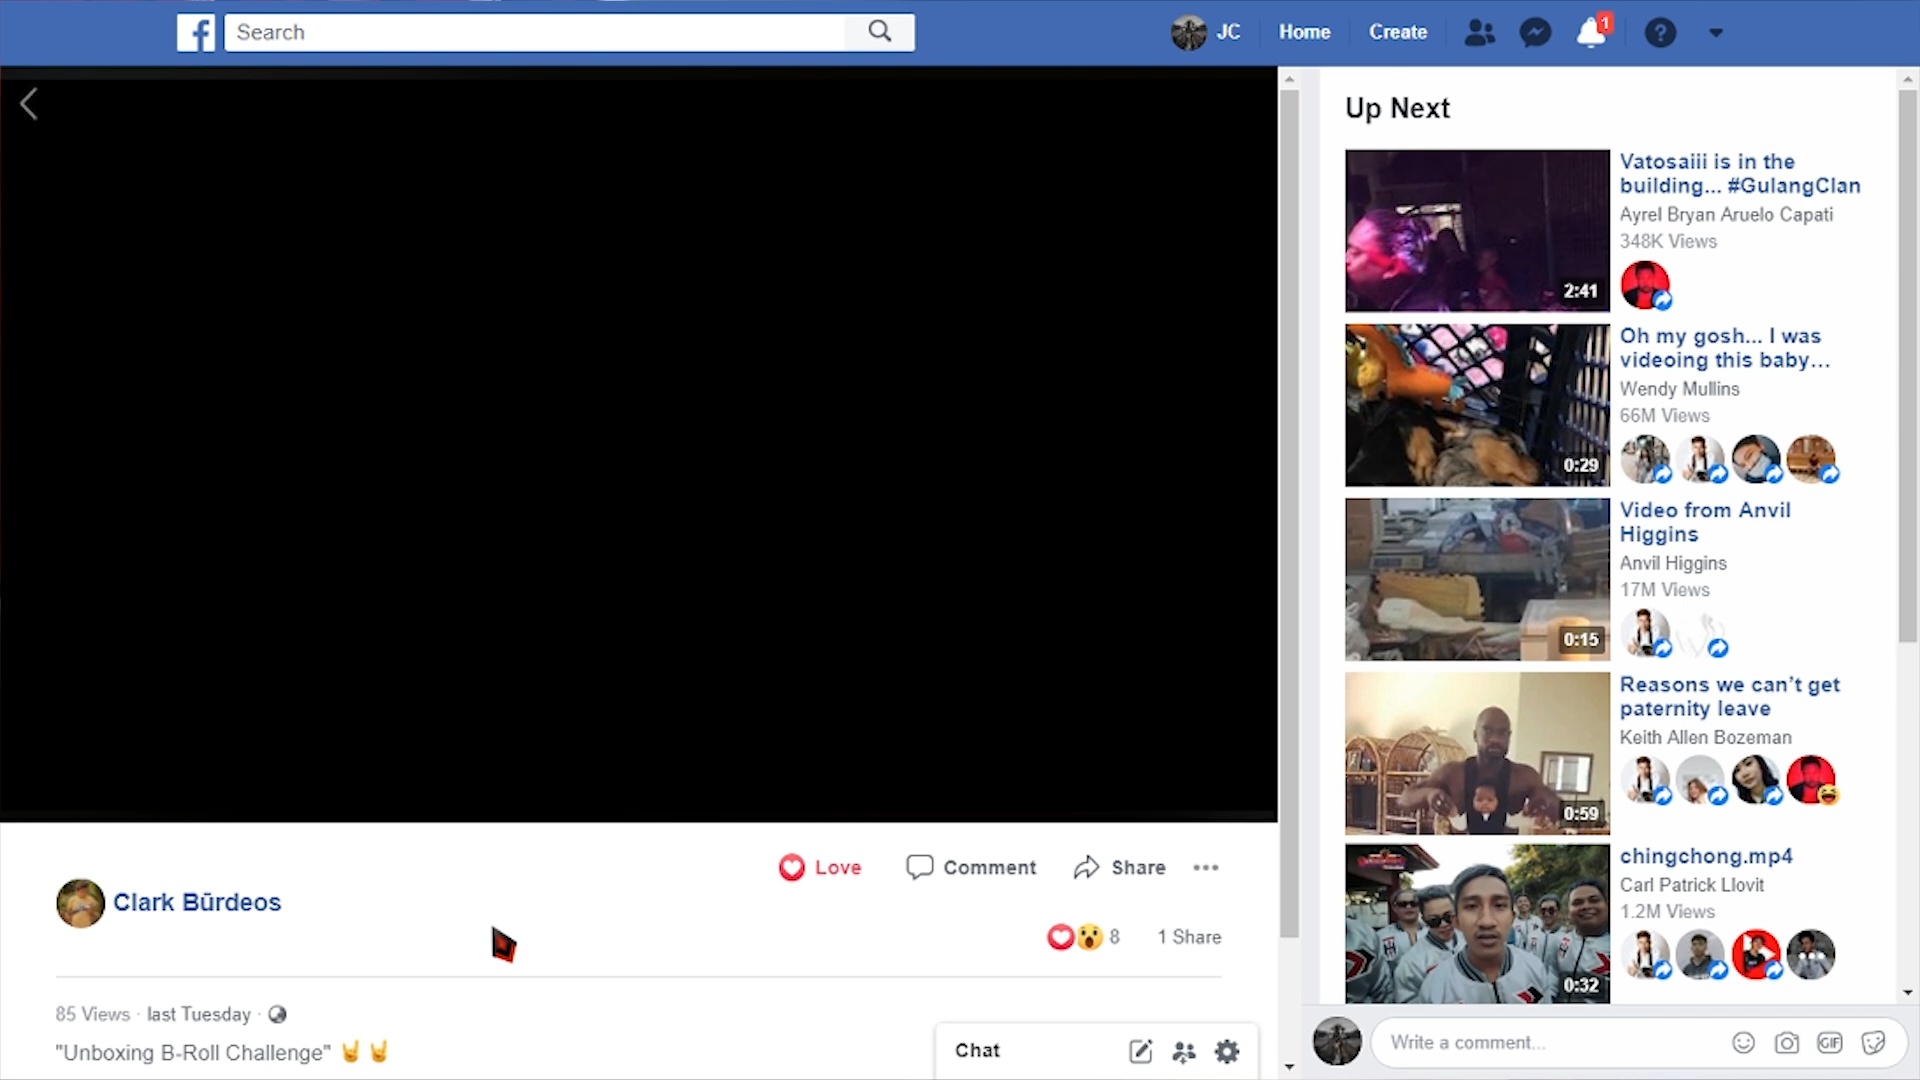 Search
JC
Home
Create
1
Up Next
2:41
Vatosaiii is in the
building... #GulangClan
Ayrel Bryan Aruelo Capati
348K Views
0:29
Oh my gosh... I was
videoing this baby...
Wendy Mullins
66M Views
0:15
Video from Anvil
Higgins
Anvil Higgins
17M Views
0:59
Reasons we can't get
paternity leave
Keith Allen Bozeman
0:32
chingchong.mp4
Carl Patrick Llovit
1.2M Views
Love
Comment
Share
Clark Būrdeos
8
1 Share
85 Views · last Tuesday ·
"Unboxing B-Roll Challenge" 🤘 🤘
Chat
Write a comment...
GIF